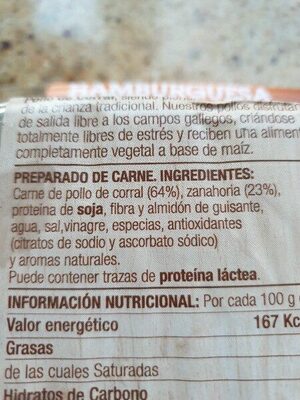 de la crianza tradicional. Nuestros pollos disfrutan
de salida libre a los campos gallegos, criándose
totalmente libres de estrés y reciben una aliment
completamente vegetal a base de maíz.
PREPARADO DE CARNE. INGREDIENTES:
Carne de pollo de corral (64%), zanahoria (23%),
proteína de soja, fibra y almidón de guisante,
agua, sal,vinagre, especias, antioxidantes
(citratos de sodio y ascorbato sódico)
y aromas naturales.
Puede contener trazas de proteína láctea.
INFORMACIÓN NUTRICIONAL: Por cada 100 g
Valor energético 167 Kc
Grasas
de las cuales Saturadas
Hidratos de Carbono